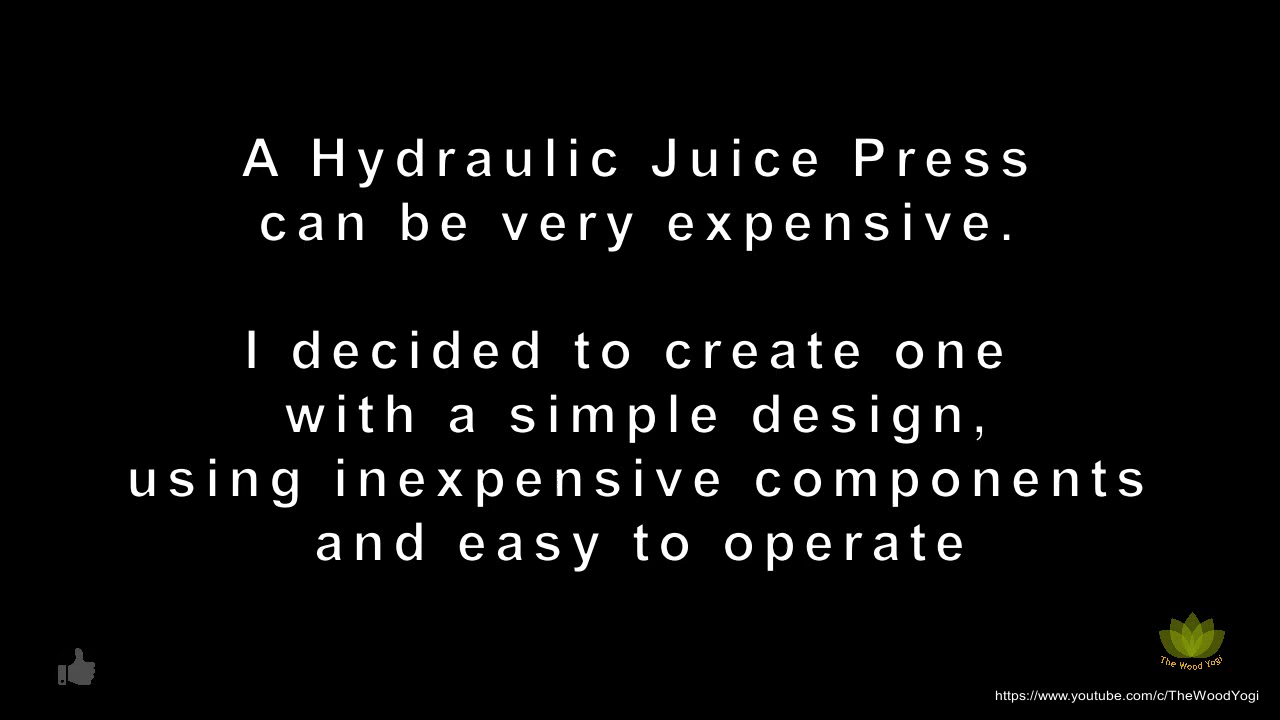 A Hydraulic Juice Press
can be very expensive.
I decided to create one
with a simple design,
using inexpensive components
and easy to operate
The Wood Yogi
https://www.youtube.com/c/TheWoodYogi